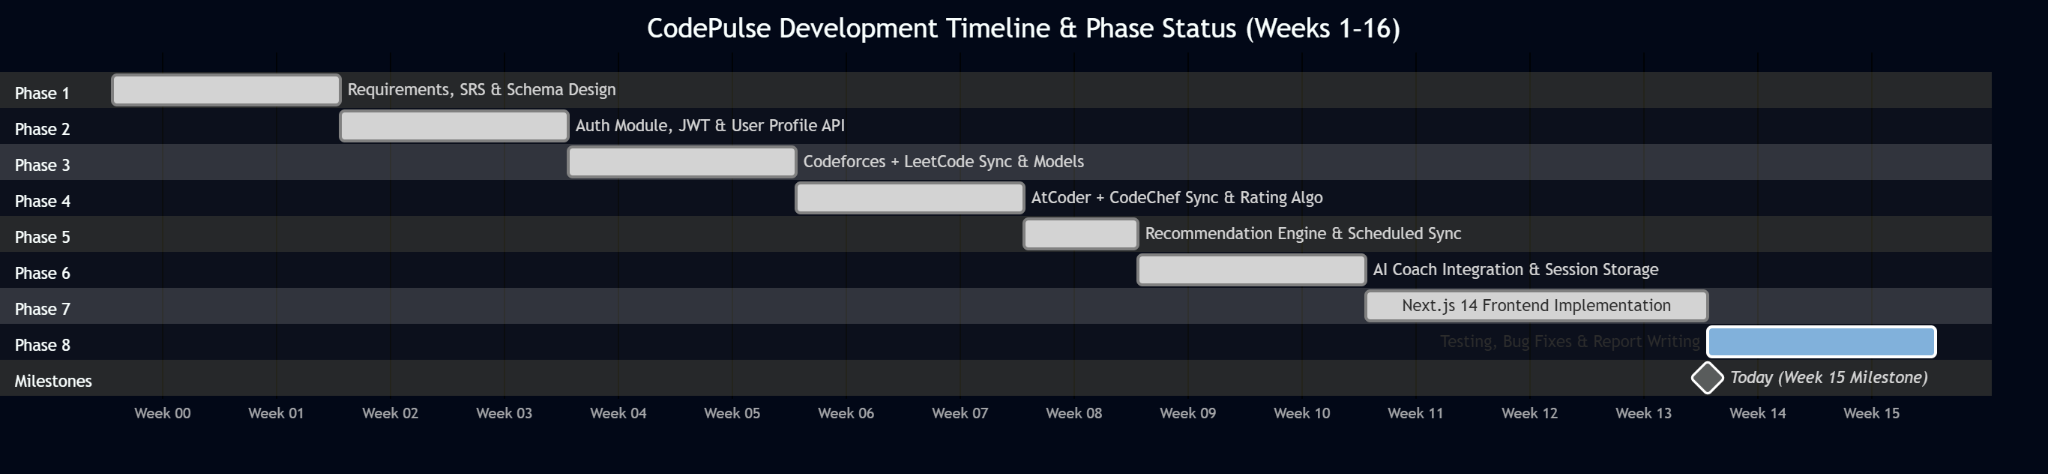 CodePulse Development Timeline & Phase Status (Weeks 1-16)
Phase 1
Requirements, SRS & Schema Design
Phase 2
Auth Module, JWT & User Profile API
Phase 3
Codeforces + LeetCode Sync & Models
Phase 4
AtCoder + CodeChef Sync & Rating Algo
Phase 5
Recommendation Engine & Scheduled Sync
Phase 6
AI Coach Integration & Session Storage
Phase 7
Next.js 14 Frontend Implementation
Phase 8
Testing, Bug Fixes & Report Writing
Milestones
Today (Week 15 Milestone)
Week 00 Week 01 Week 02 Week 03 Week 04 Week 05 Week 06 Week 07 Week 08 Week 09 Week 10 Week 11 Week 12 Week 13 Week 14 Week 15